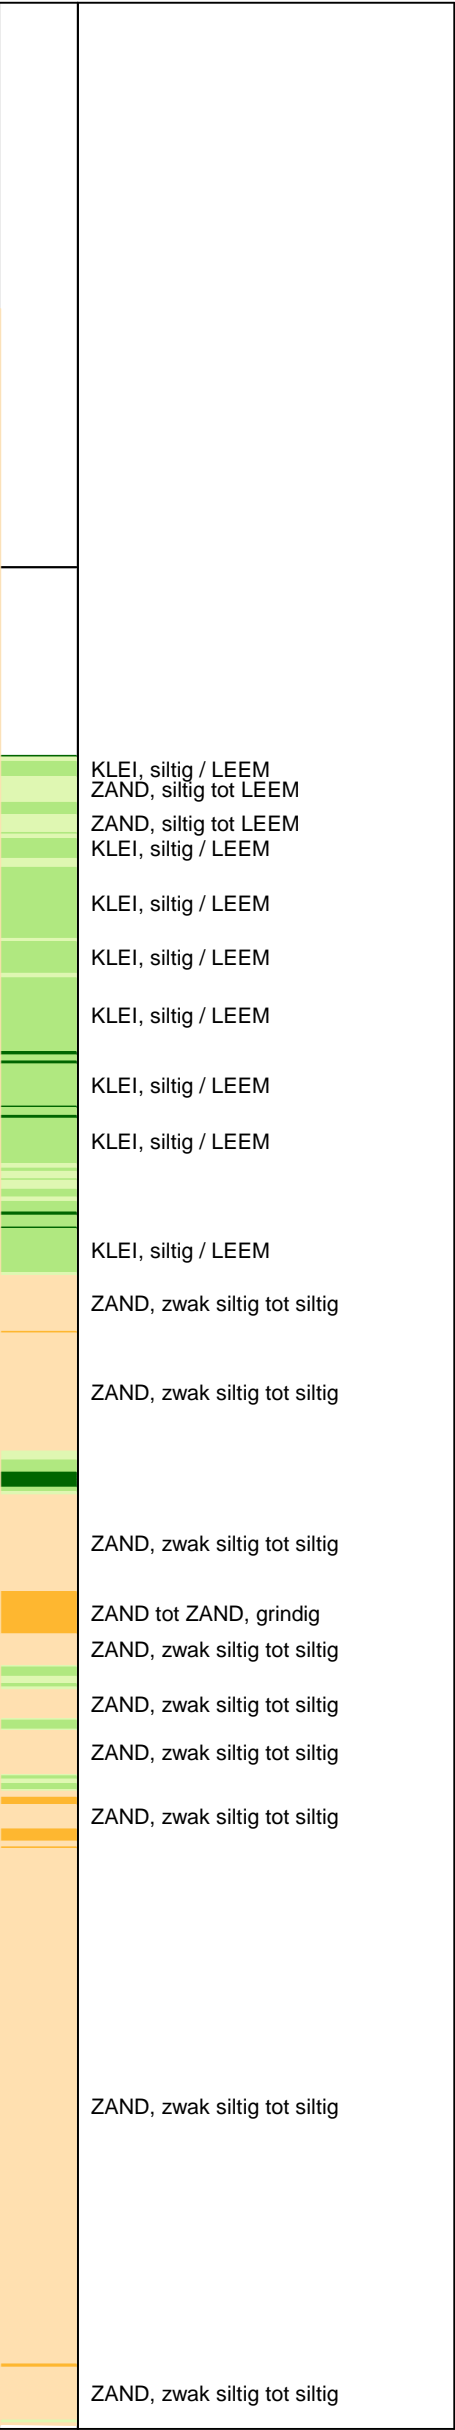 KLEI, siltig / LEEM
ZAND, siltig tot LEEM
ZAND, siltig tot LEEM
KLEI, siltig / LEEM
KLEI, siltig / LEEM
KLEI, siltig / LEEM
KLEI, siltig / LEEM
KLEI, siltig / LEEM
KLEI, siltig / LEEM
KLEI, siltig / LEEM
ZAND, zwak siltig tot siltig
ZAND, zwak siltig tot siltig
ZAND, zwak siltig tot siltig
ZAND tot ZAND, grindig
ZAND, zwak siltig tot siltig
ZAND, zwak siltig tot siltig
ZAND, zwak siltig tot siltig
ZAND, zwak siltig tot siltig
ZAND, zwak siltig tot siltig
ZAND, zwak siltig tot siltig